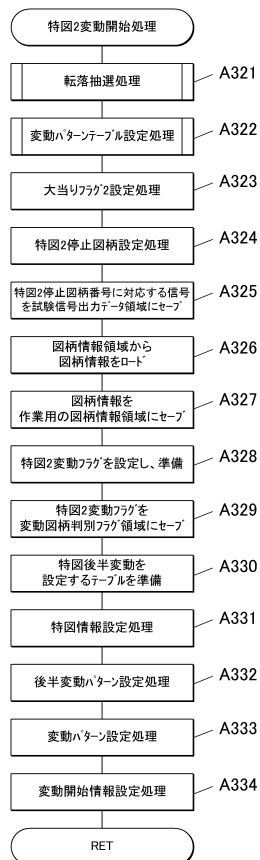 特図2変動開始処理
転落抽選処理
A321
変動パターンテーブル設定処理
A322
大当りフラグ2設定処理
A323
特図2停止図柄設定処理
A324
特図2停止図柄番号に対応する信号
を試験信号出力データ領域にセーブ
A325
図柄情報領域から
図柄情報をロード
A326
図柄情報を
作業用の図柄情報領域にセーブ
A327
特図2変動フラグを設定し、準備
A328
特図2変動フラグを
変動図柄判別フラグ領域にセーブ
A329
特図後半変動を
設定するテーブルを準備
A330
特図情報設定処理
A331
後半変動パターン設定処理
A332
変動パターン設定処理
A333
変動開始情報設定処理
A334
RET